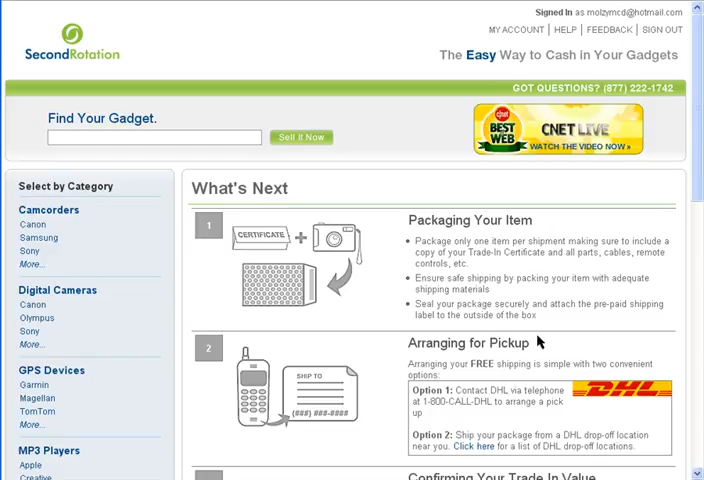 Signed In as molzymcd@hotmail.com
MY ACCOUNT | HELP | FEEDBACK | SIGN OUT
SecondRotation
The Easy Way to Cash in Your Gadgets
GOT QUESTIONS? (877) 222-1742
Find Your Gadget.
Sell It Now
cnet
BEST
WEB
CNET LIVE
WATCH THE VIDEO NOW »
Select by Category
Camcorders
Canon
Samsung
Sony
More...
Digital Cameras
Canon
Olympus
Sony
More...
GPS Devices
Garmin
Magellan
TomTom
More...
MP3 Players
Apple
Creative
What's Next
1
CERTIFICATE
Packaging Your Item
Package only one item per shipment making sure to include a
copy of your Trade-In Certificate and all parts, cables, remote
controls, etc.
Ensure safe shipping by packing your item with adequate
shipping materials
Seal your package securely and attach the pre-paid shipping
label to the outside of the box
2
SHIP TO
(###) ###-####
Arranging for Pickup
Arranging your FREE shipping is simple with two convenient
options:
Option 1: Contact DHL via telephone
at 1-800-CALL-DHL to arrange a pick
up
DHL
Option 2: Ship your package from a DHL drop-off location
near you. Click here for a list of DHL drop-off locations.
Confirming Your Trade In Value